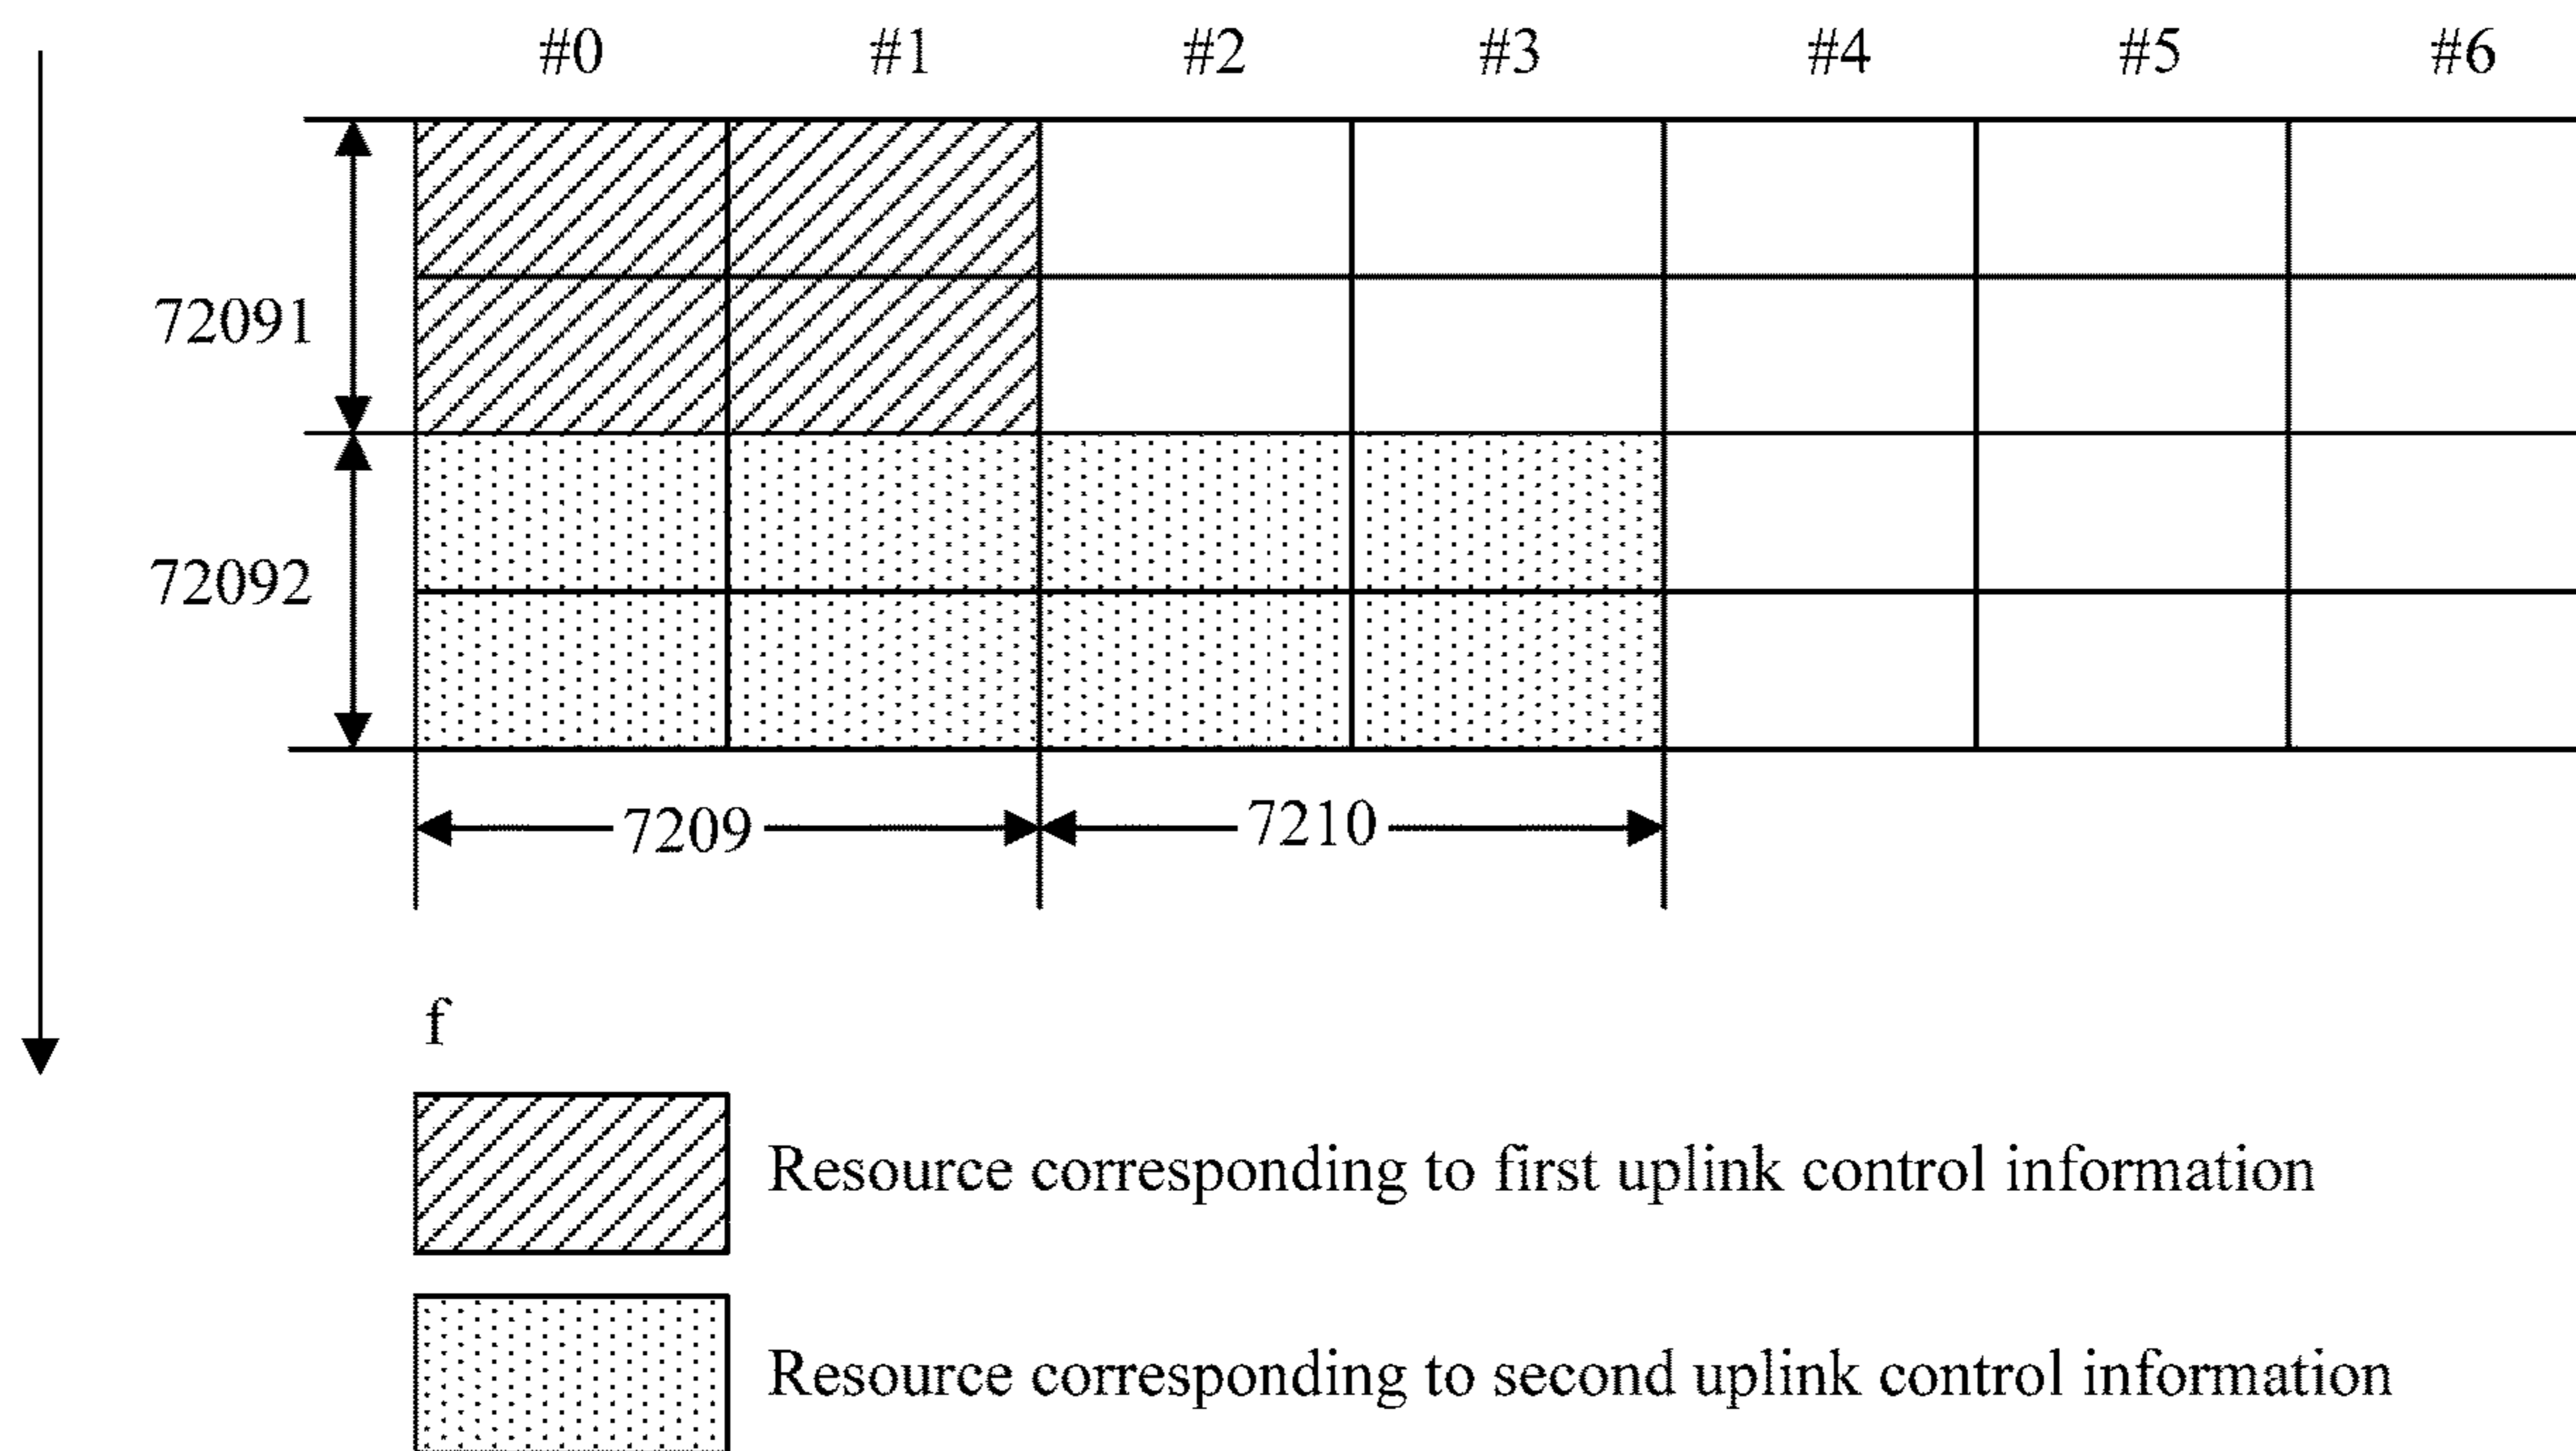 #0 #1 #2 #3 #4 #5 #6
72091
72092
7209 7210
f
Resource corresponding to first uplink control information
Resource corresponding to second uplink control information